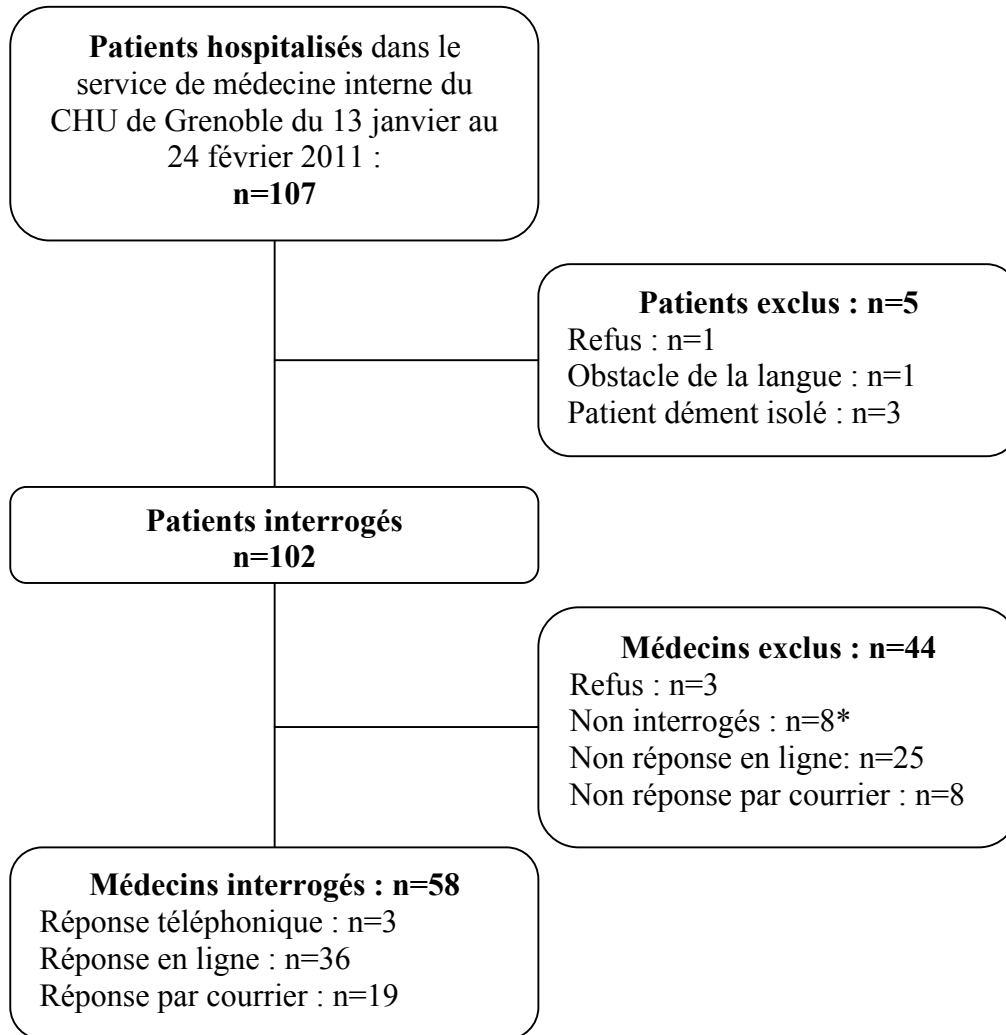 Patients hospitalisés dans le
service de médecine interne du
CHU de Grenoble du 13 janvier au
24 février 2011 :
n=107
Patients exclus : n=5
Refus : n=1
Obstacle de la langue : n=1
Patient dément isolé : n=3
Patients interrogés
n=102
Médecins exclus : n=44
Refus : n=3
Non interrogés : n=8*
Non réponse en ligne: n=25
Non réponse par courrier : n=8
Médecins interrogés : n=58
Réponse téléphonique : n=3
Réponse en ligne : n=36
Réponse par courrier : n=19